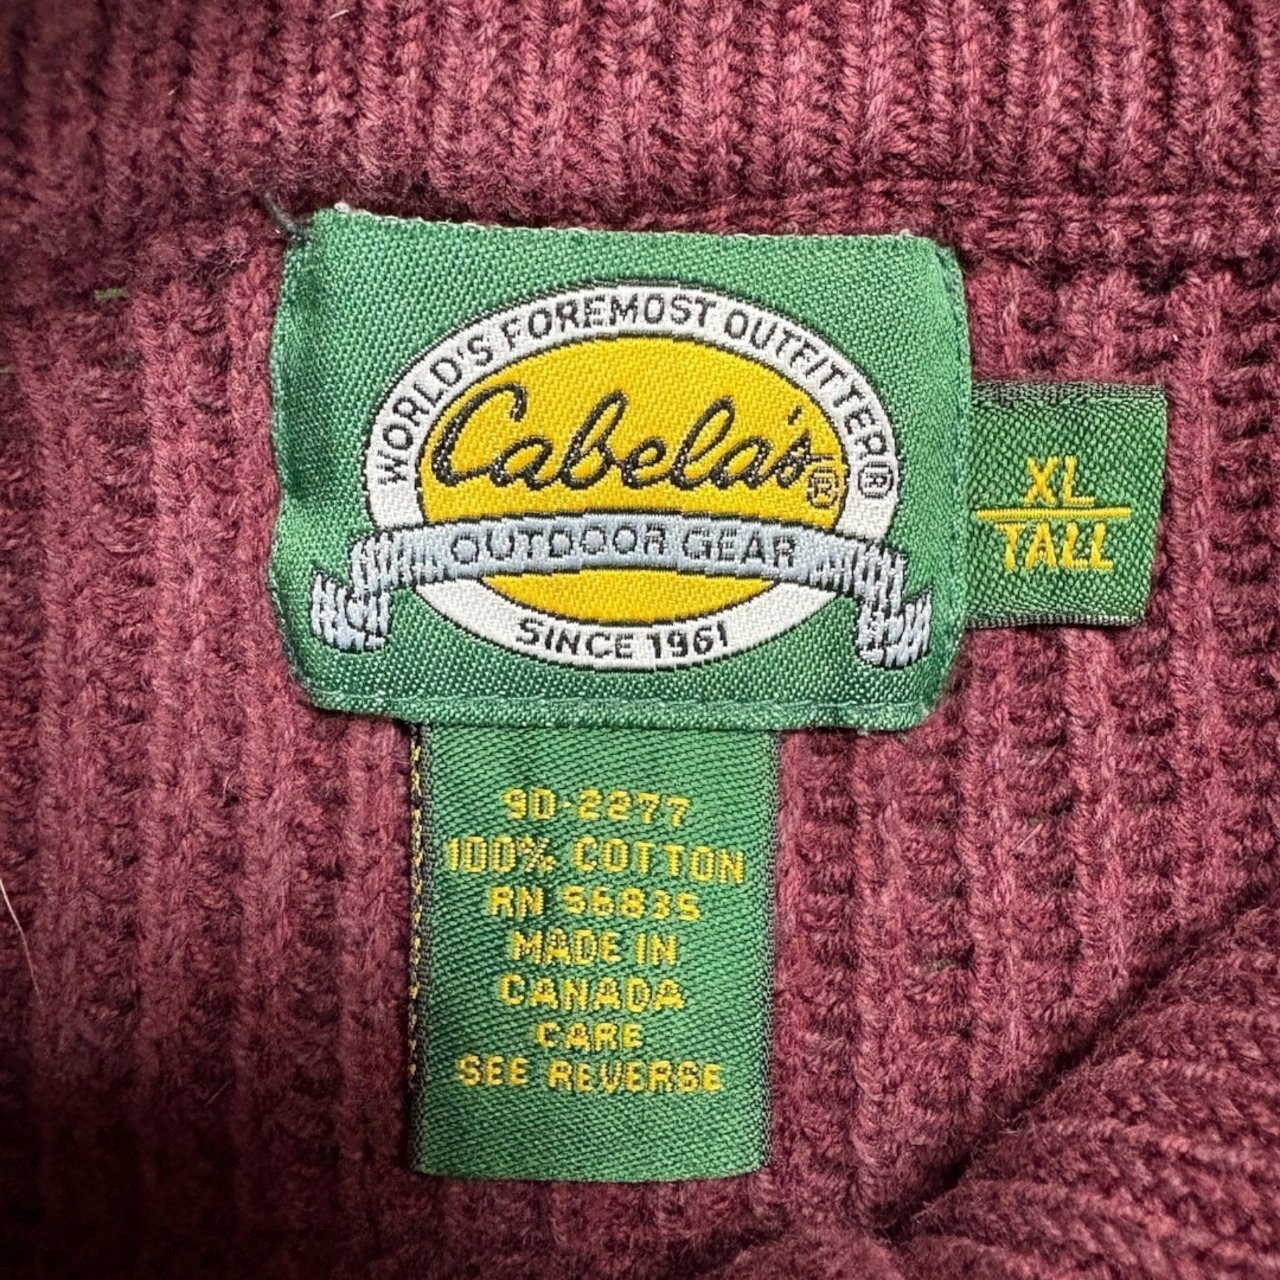 WORLD'S FOREMOST OUTFITTER®
Cabela's®
OUTDOOR GEAR
SINCE 1961
XL
TALL
90-2277
100% COTTON
RN 56835
MADE IN
CANADA
CARE
SEE REVERSE